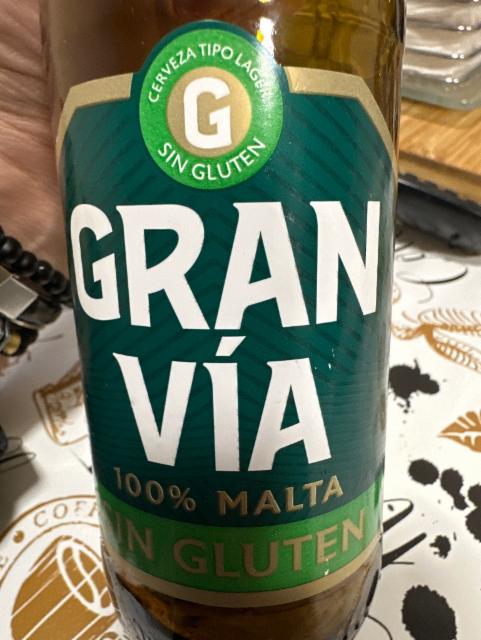 CERVEZA TIPO LAGER
G
SIN GLUTEN
GRAN
VÍA
100% MALTA
SIN GLUTEN